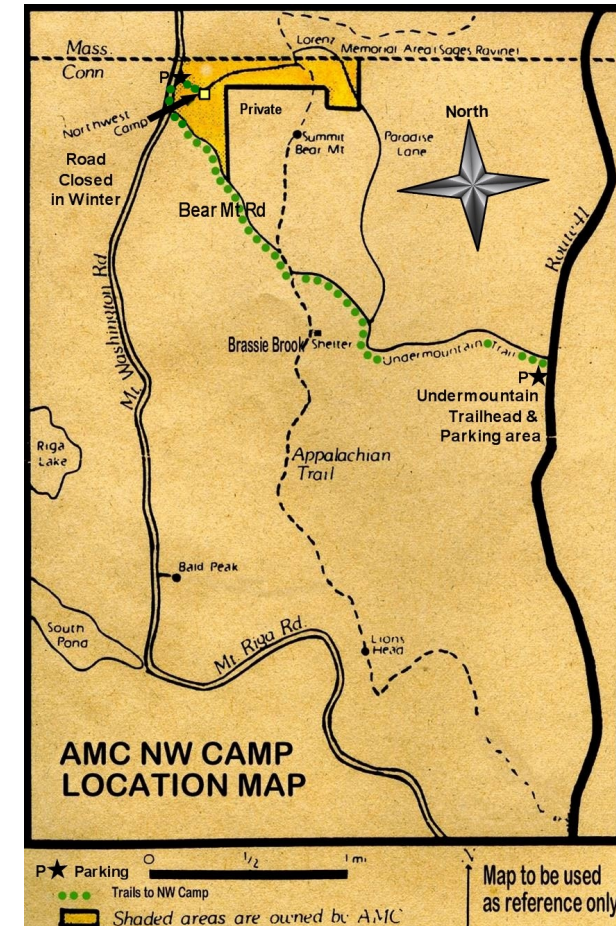 Mass.
Conn
Lorenz
Memorial Area (Sages Ravine)
P
Northwest
Camp
Private
Summit
Bear Mt
Paradise
Lane
North
Road
Closed
in Winter
Bear Mt Rd
Route 41
Mt. Washington Rd
Brassie Brook Shelter
Undermountain Trail
P
Undermountain
Trailhead &
Parking area
Riga
Lake
Appalachian
Trail
Bald Peak
South
Pond
Mt. Riga Rd.
Lions
Head
AMC NW CAMP
LOCATION MAP
P Parking
0 1/2 1 mi
N
Trails to NW Camp
Map to be used
as reference only
Shaded areas are owned by AMC